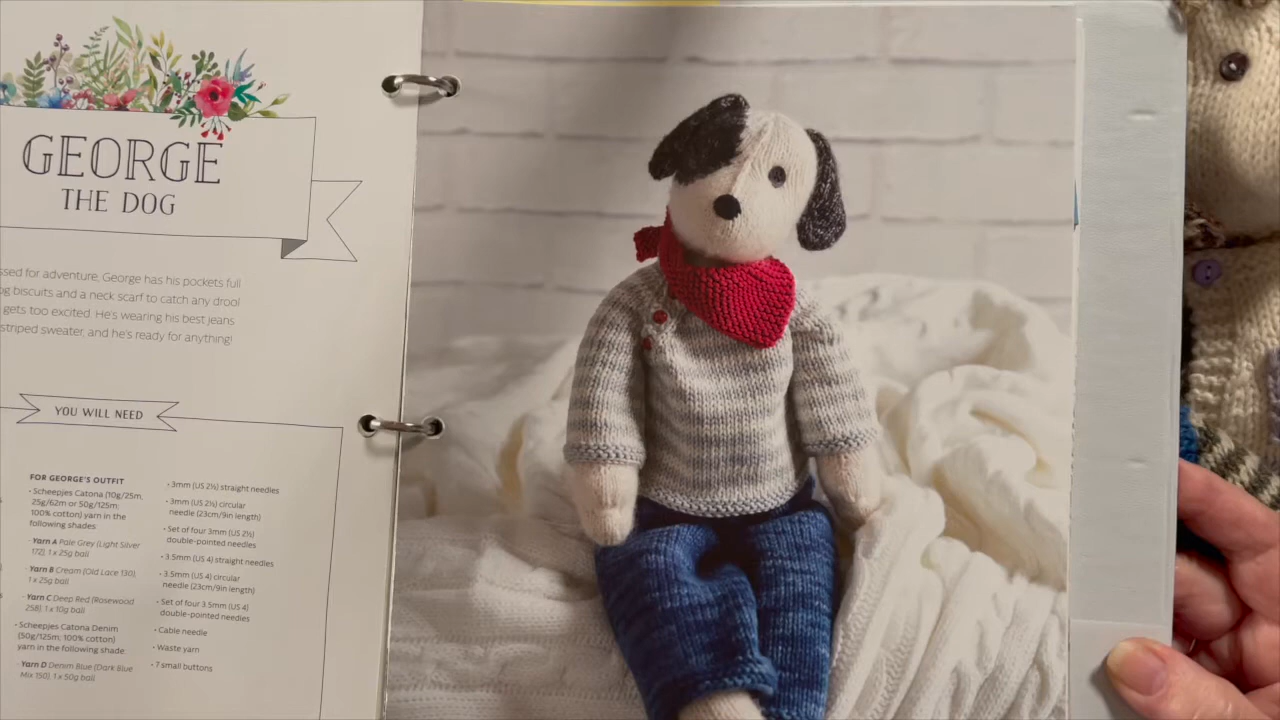 GEORGE
THE DOG
for adventure, George has his pockets full
biscuits and a neck scarf to catch any drool
gets too excited. He's wearing his best jeans
striped sweater, and he's ready for anything!
YOU WILL NEED
FOR GEORGE'S OUTFIT
• Scheepjes Catona (10g/25m,
25g/62m or 50g/125m;
100% cotton) yarn in the
following shades
• Yarn A Pale Grey (Light Silver
172), 1 x 25g ball
• Yarn B Cream (Old Lace 130),
1 x 25g ball
• Yarn C Deep Red (Rosewood
258), 1 x 10g ball
• Scheepjes Catona Denim
(50g/125m; 100% cotton)
yarn in the following shade
• Yarn D Denim Blue (Dark Blue
Mix 150), 1 x 50g ball
• 3mm (US 2½) straight needles
• 3mm (US 2½) circular
needle (23cm/9in length)
• Set of four 3mm (US 2½)
double-pointed needles
• 3.5mm (US 4) straight needles
• 3.5mm (US 4) circular
needle (23cm/9in length)
• Set of four 3.5mm (US 4)
double-pointed needles
• Cable needle
• Waste yarn
• 7 small buttons